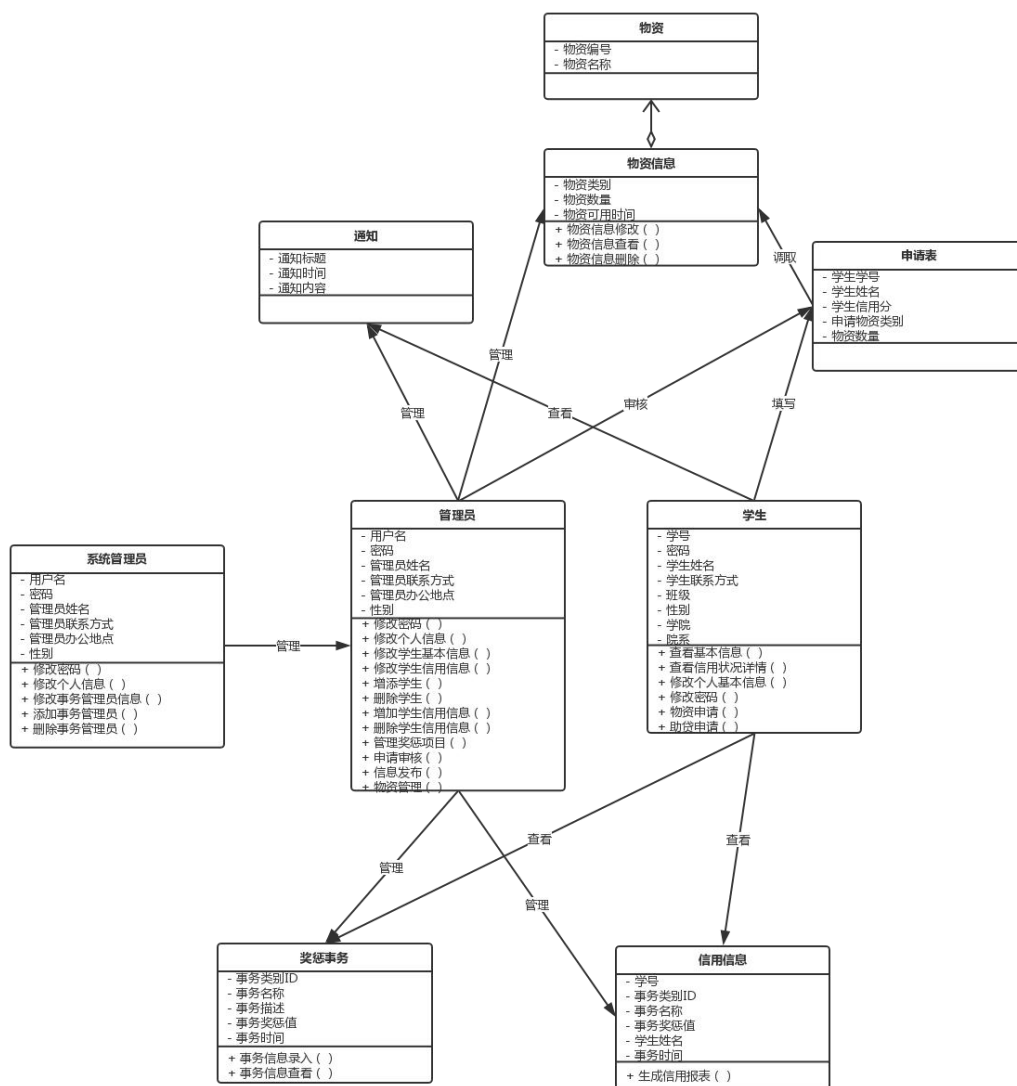 物资
- 物资编号
- 物资名称
物资信息
- 物资类别
- 物资数量
- 物资可用时间
+ 物资信息修改（ ）
+ 物资信息查看（ ）
+ 物资信息删除（ ）
通知
- 通知标题
- 通知时间
- 通知内容
申请表
- 学生学号
- 学生姓名
- 学生信用分
- 申请物资类别
- 物资数量
调取
管理
管理
查看
审核
填写
系统管理员
- 用户名
- 密码
- 管理员姓名
- 管理员联系方式
- 管理员办公地点
- 性别
+ 修改密码（ ）
+ 修改个人信息（ ）
+ 修改事务管理员信息（ ）
+ 添加事务管理员（ ）
+ 删除事务管理员（ ）
管理
管理员
- 用户名
- 密码
- 管理员姓名
- 管理员联系方式
- 管理员办公地点
- 性别
+ 修改密码（ ）
+ 修改个人信息（ ）
+ 修改学生基本信息（ ）
+ 修改学生信用信息（ ）
+ 增添学生（ ）
+ 删除学生（ ）
+ 增加学生信用信息（ ）
+ 删除学生信用信息（ ）
+ 管理奖惩项目（ ）
+ 申请审核（ ）
+ 信息发布（ ）
+ 物资管理（ ）
学生
- 学号
- 密码
- 学生姓名
- 学生联系方式
- 班级
- 性别
- 学院
- 院系
+ 查看基本信息（ ）
+ 查看信用状况详情（ ）
+ 修改个人基本信息（ ）
+ 修改密码（ ）
+ 物资申请（ ）
+ 助贷申请（ ）
管理
查看
管理
查看
奖惩事务
- 事务类别ID
- 事务名称
- 事务描述
- 事务奖惩值
- 事务时间
+ 事务信息录入（ ）
+ 事务信息查看（ ）
信用信息
- 学号
- 事务类别ID
- 事务名称
- 事务奖惩值
- 学生姓名
- 事务时间
+ 生成信用报表（ ）